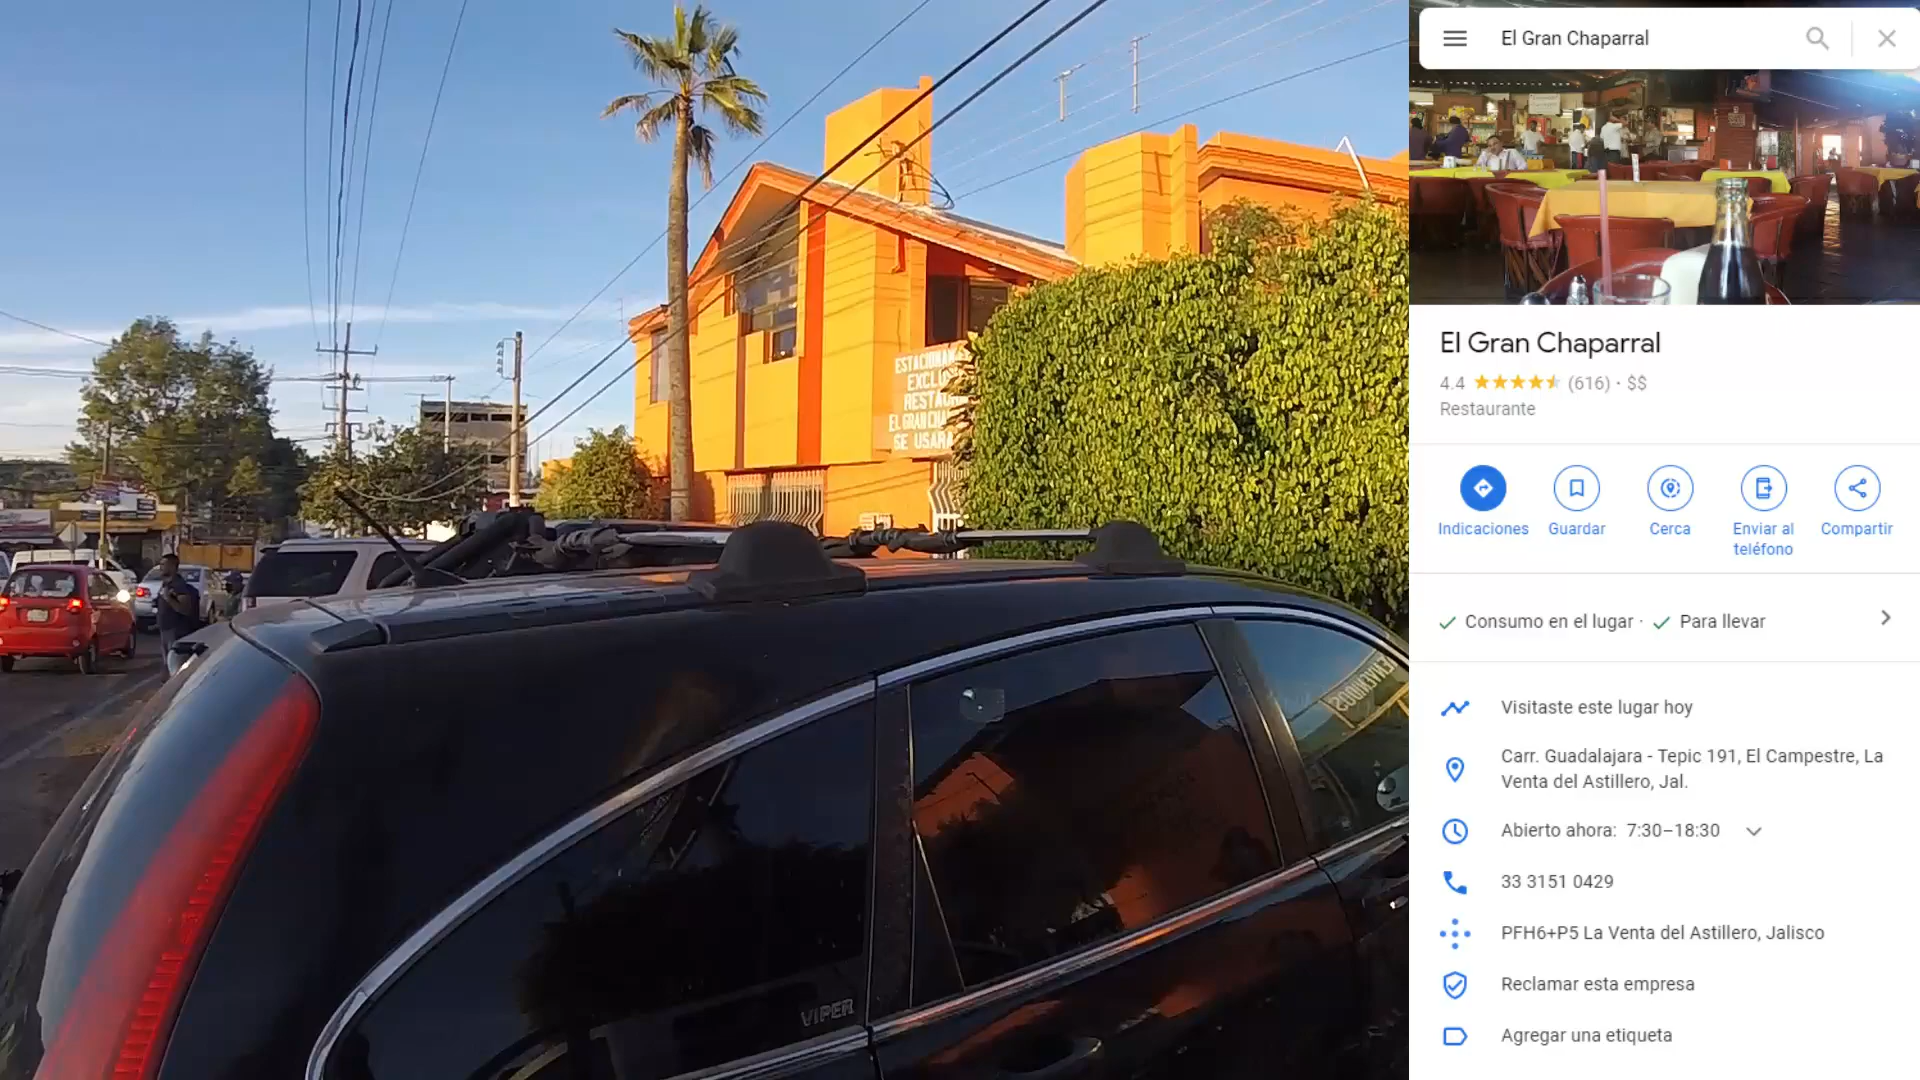 ESTACIONAM
EXCLU
RESTAURA
EL GRAN CHA
SE USARA
VIPER
El Gran Chaparral
El Gran Chaparral
4.4 (616) · $$
Restaurante
Indicaciones
Guardar
Cerca
Enviar al
teléfono
Compartir
Consumo en el lugar · Para llevar
Visitaste este lugar hoy
Carr. Guadalajara - Tepic 191, El Campestre, La
Venta del Astillero, Jal.
Abierto ahora: 7:30–18:30
33 3151 0429
PFH6+P5 La Venta del Astillero, Jalisco
Reclamar esta empresa
Agregar una etiqueta